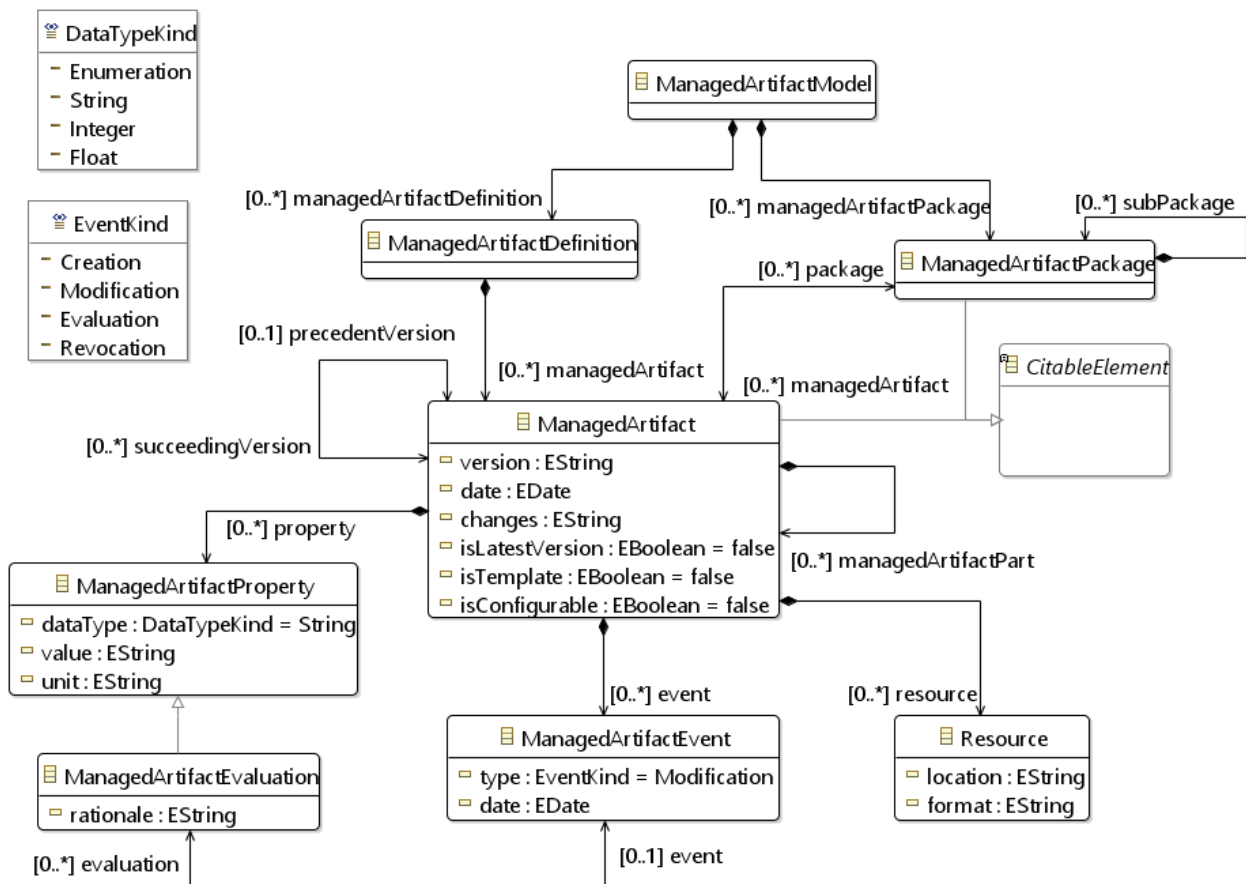 DataTypeKind
Enumeration
String
Integer
Float
EventKind
Creation
Modification
Evaluation
Revocation
ManagedArtifactModel
[0..*] managedArtifactDefinition
[0..*] managedArtifactPackage
[0..*] subPackage
ManagedArtifactDefinition
ManagedArtifactPackage
[0..*] package
[0..1] precedentVersion
[0..*] managedArtifact
[0..*] managedArtifact
CitableElement
[0..*] succeedingVersion
ManagedArtifact
version : EString
date : EDate
changes : EString
isLatestVersion : EBoolean = false
isTemplate : EBoolean = false
isConfigurable : EBoolean = false
[0..*] property
[0..*] managedArtifactPart
ManagedArtifactProperty
dataType : DataTypeKind = String
value : EString
unit : EString
[0..*] event
[0..*] resource
ManagedArtifactEvaluation
rationale : EString
ManagedArtifactEvent
type : EventKind = Modification
date : EDate
Resource
location : EString
format : EString
[0..*] evaluation
[0..1] event